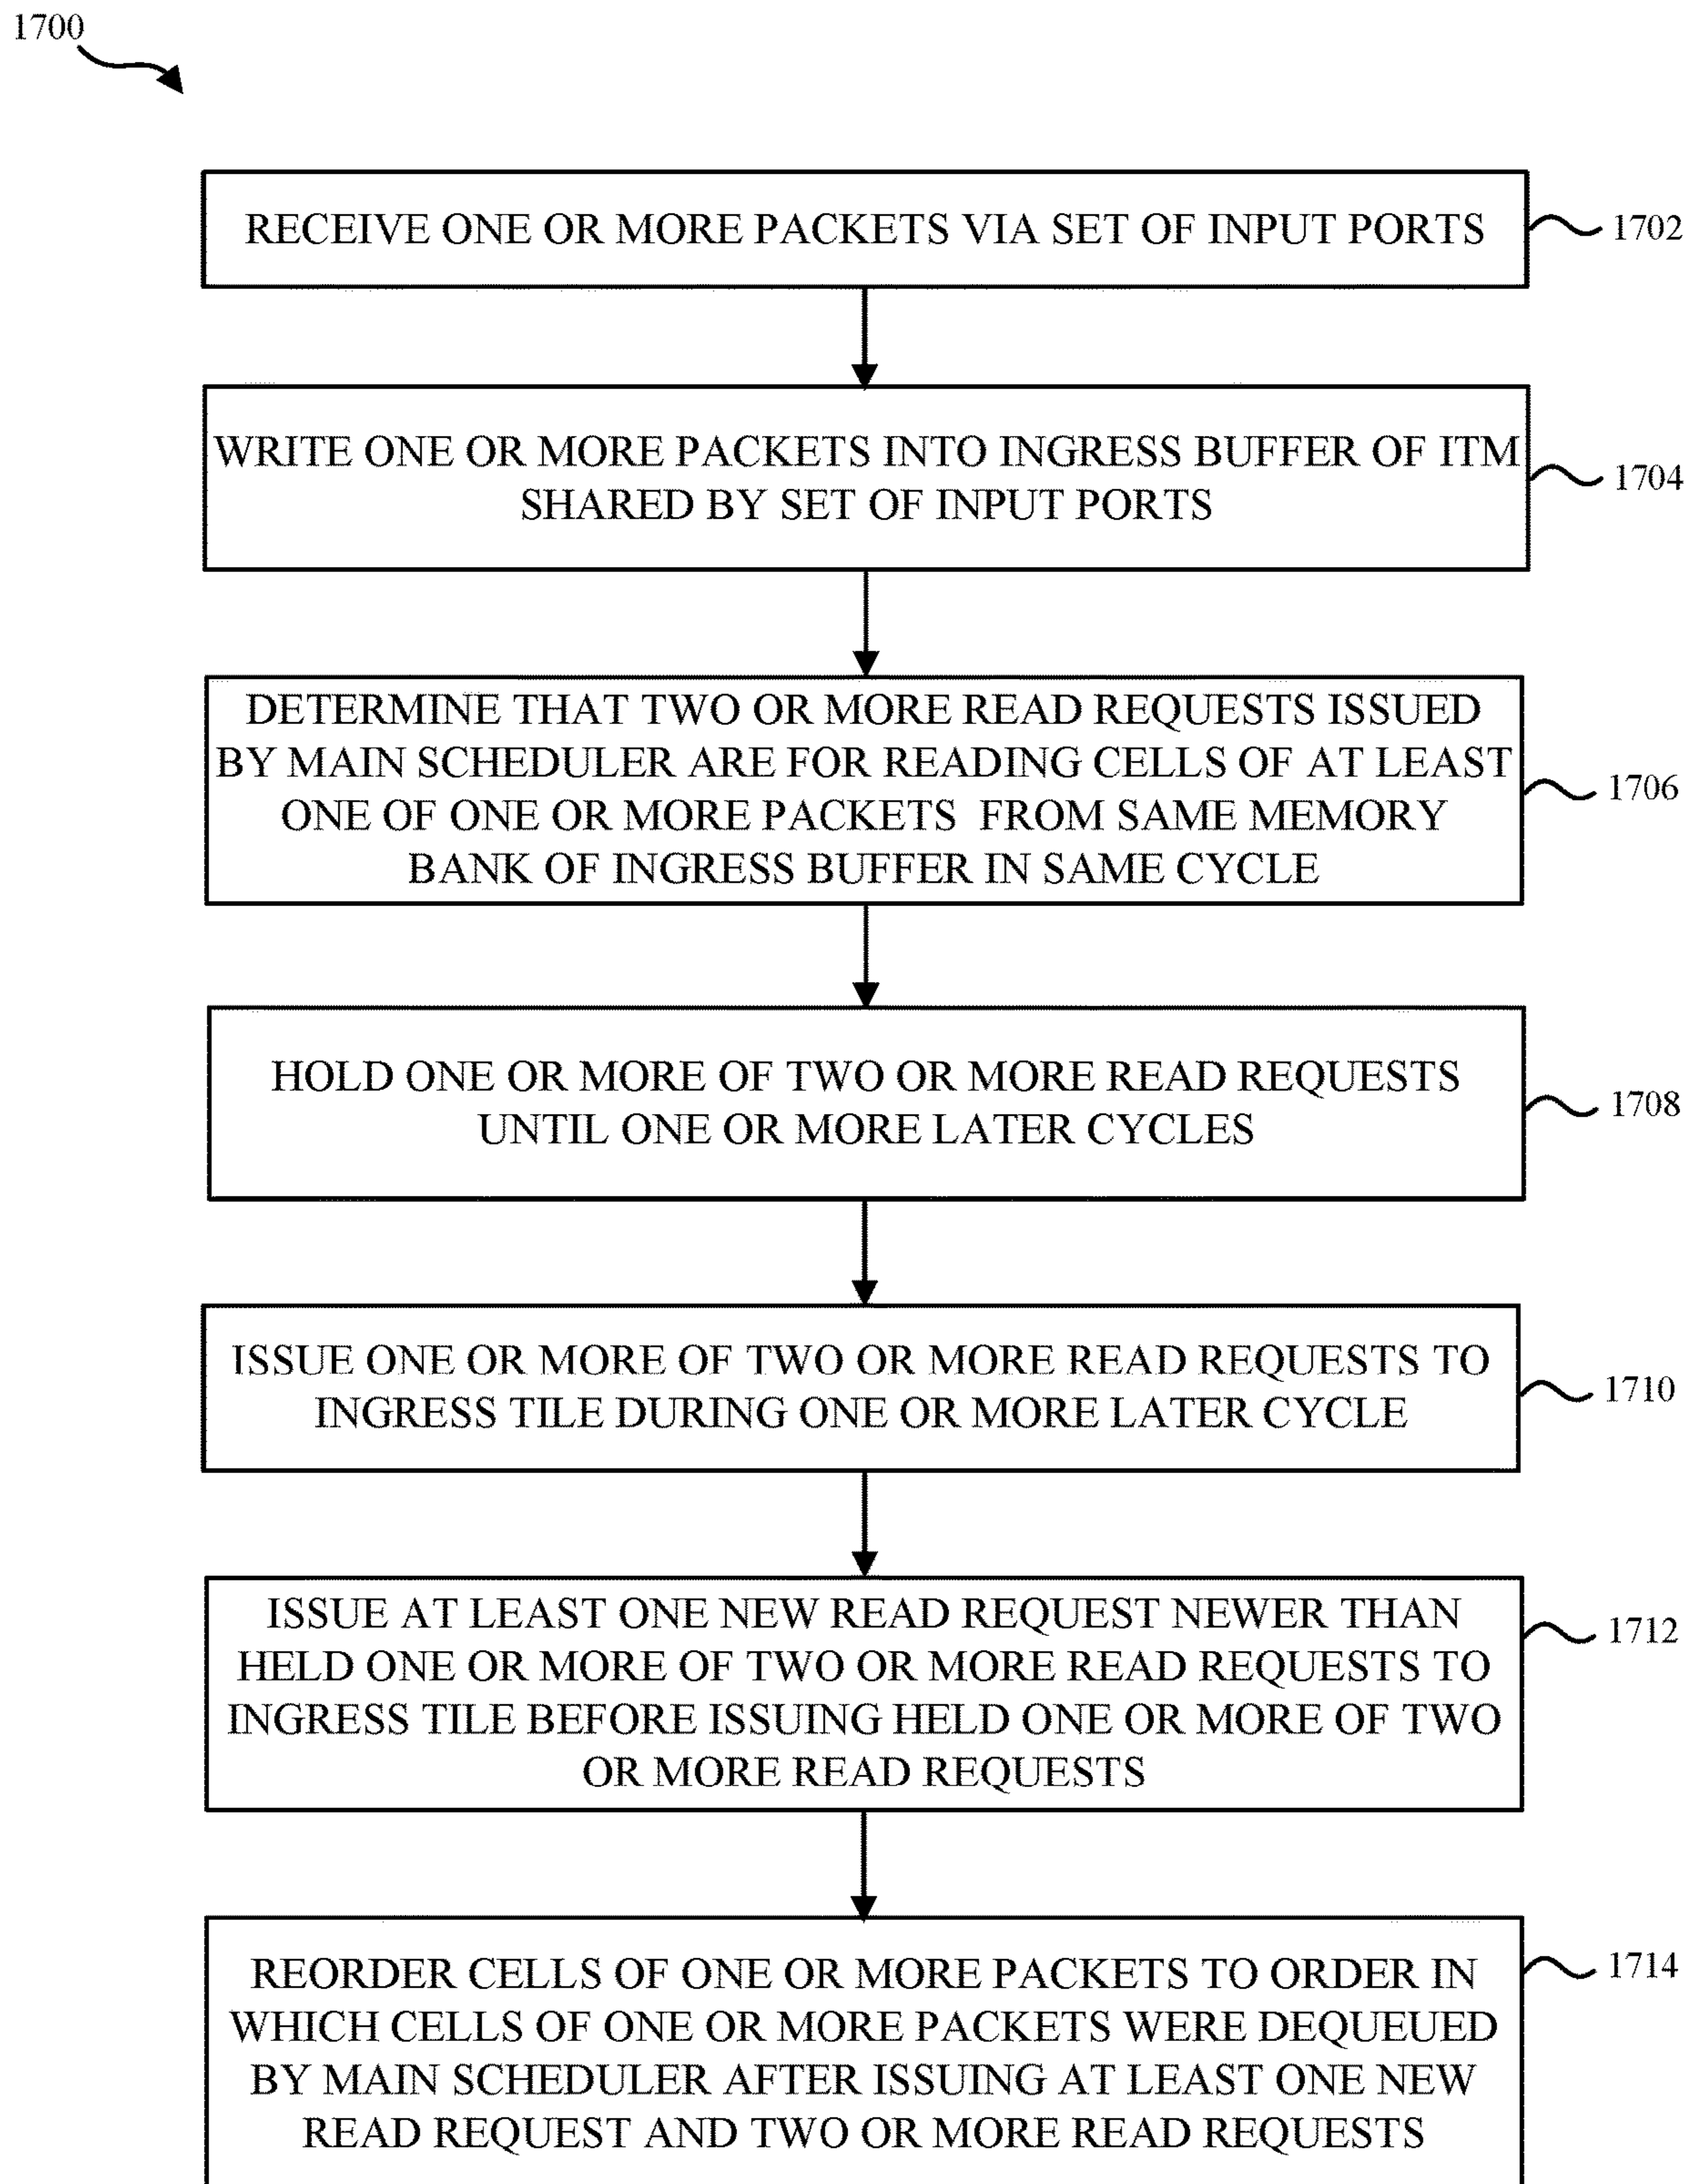 1700
RECEIVE ONE OR MORE PACKETS VIA SET OF INPUT PORTS
1702
WRITE ONE OR MORE PACKETS INTO INGRESS BUFFER OF ITM
SHARED BY SET OF INPUT PORTS
1704
DETERMINE THAT TWO OR MORE READ REQUESTS ISSUED
BY MAIN SCHEDULER ARE FOR READING CELLS OF AT LEAST
ONE OF ONE OR MORE PACKETS FROM SAME MEMORY
BANK OF INGRESS BUFFER IN SAME CYCLE
1706
HOLD ONE OR MORE OF TWO OR MORE READ REQUESTS
UNTIL ONE OR MORE LATER CYCLES
1708
ISSUE ONE OR MORE OF TWO OR MORE READ REQUESTS TO
INGRESS TILE DURING ONE OR MORE LATER CYCLE
1710
ISSUE AT LEAST ONE NEW READ REQUEST NEWER THAN
HELD ONE OR MORE OF TWO OR MORE READ REQUESTS TO
INGRESS TILE BEFORE ISSUING HELD ONE OR MORE OF TWO
OR MORE READ REQUESTS
1712
REORDER CELLS OF ONE OR MORE PACKETS TO ORDER IN
WHICH CELLS OF ONE OR MORE PACKETS WERE DEQUEUED
BY MAIN SCHEDULER AFTER ISSUING AT LEAST ONE NEW
READ REQUEST AND TWO OR MORE READ REQUESTS
1714